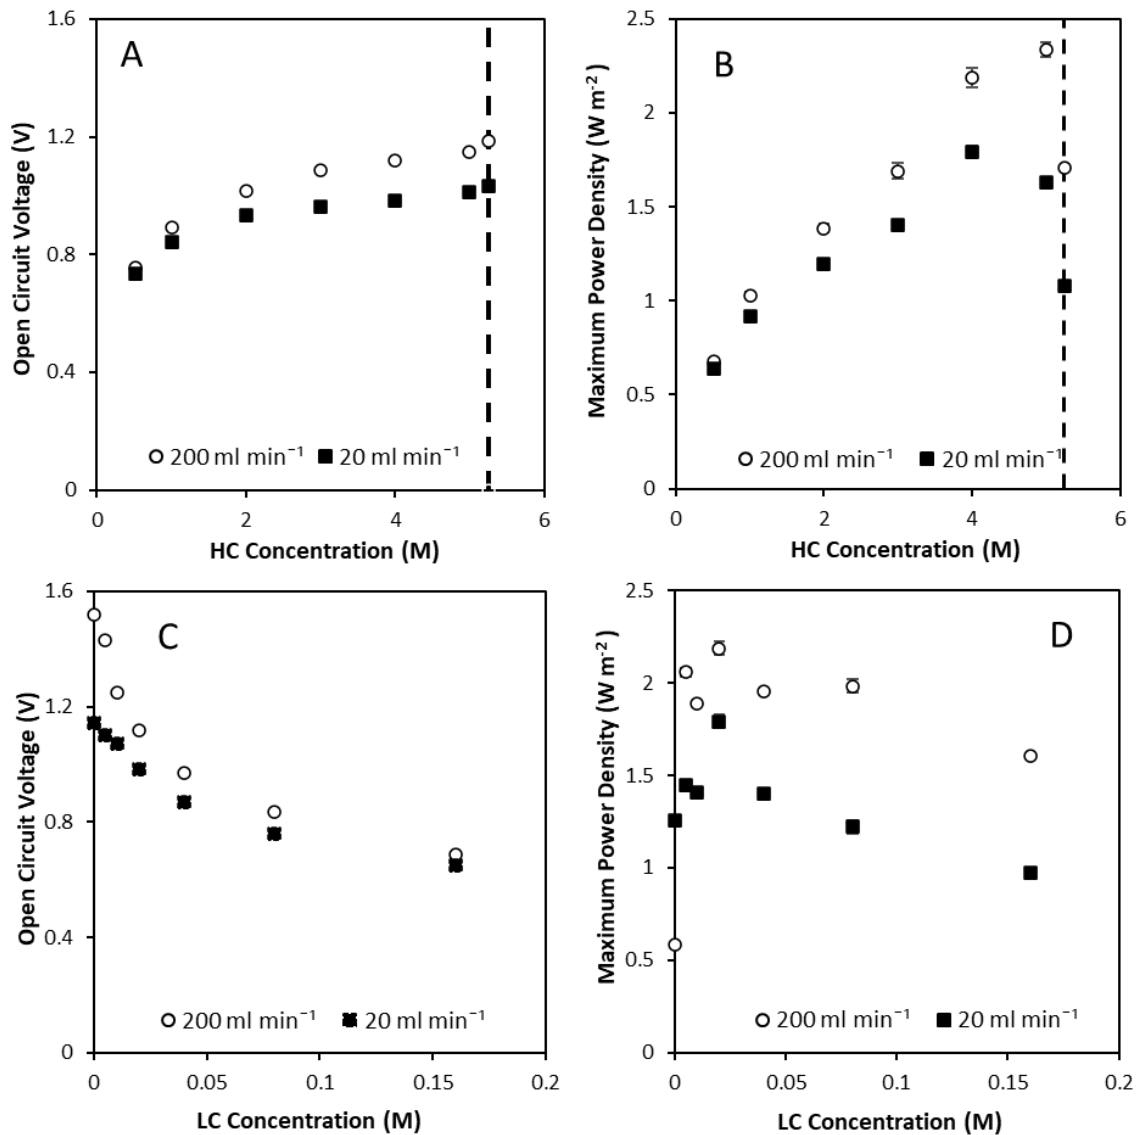 A
Open Circuit Voltage (V)
1.6
1.2
0.8
0.4
0
0 2 4 6
HC Concentration (M)
200 ml min⁻¹ 20 ml min⁻¹
B
Maximum Power Density (W m⁻²)
2.5
2
1.5
1
0.5
0
0 2 4 6
HC Concentration (M)
200 ml min⁻¹ 20 ml min⁻¹
C
Open Circuit Voltage (V)
1.6
1.2
0.8
0.4
0
0 0.05 0.1 0.15 0.2
LC Concentration (M)
200 ml min⁻¹ 20 ml min⁻¹
D
Maximum Power Density (W m⁻²)
2.5
2
1.5
1
0.5
0
0 0.05 0.1 0.15 0.2
LC Concentration (M)
200 ml min⁻¹ 20 ml min⁻¹